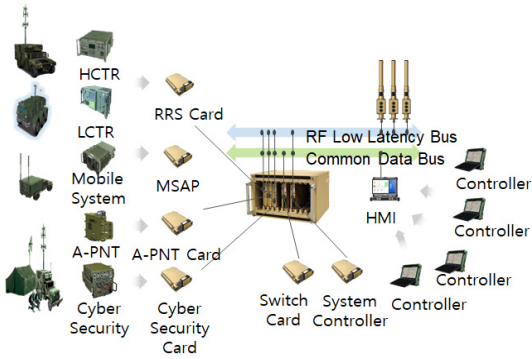 HCTR
RRS Card
LCTR
RF Low Latency Bus
Common Data Bus
Mobile
System
MSAP
Controller
HMI
Controller
A-PNT
A-PNT Card
Controller
Controller
Cyber
Security
Cyber
Security
Card
Switch
Card
System
Controller